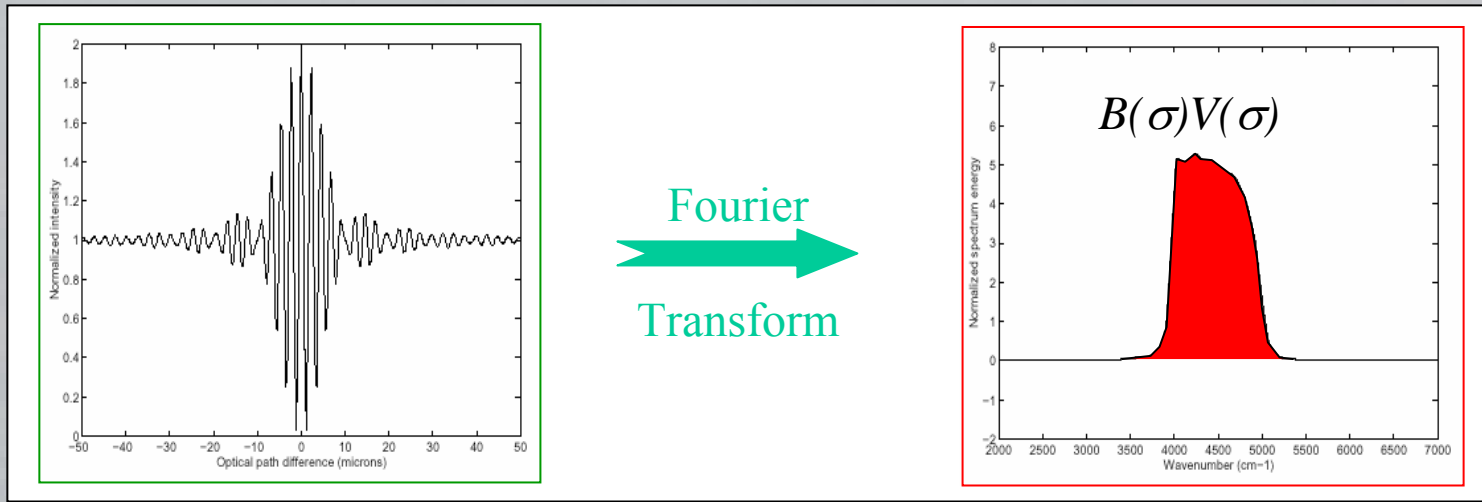 2
1.8
1.6
1.4
1.2
1
0.8
0.6
0.4
0.2
0
Normalized intensity
−50 −40 −30 −20 −10 0 10 20 30 40 50
Optical path difference (microns)
Fourier
Transform
B(σ)V(σ)
8
7
6
5
4
3
2
1
0
−1
−2
Normalized spectrum energy
2000 2500 3000 3500 4000 4500 5000 5500 6000 6500 7000
Wavenumber (cm−1)